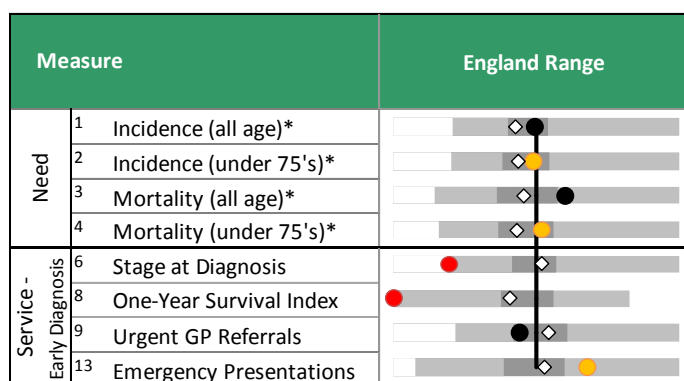 Measure England Range
Need
1 Incidence (all age)*
2 Incidence (under 75's)*
3 Mortality (all age)*
4 Mortality (under 75's)*
Service -
Early Diagnosis
6 Stage at Diagnosis
8 One-Year Survival Index
9 Urgent GP Referrals
13 Emergency Presentations